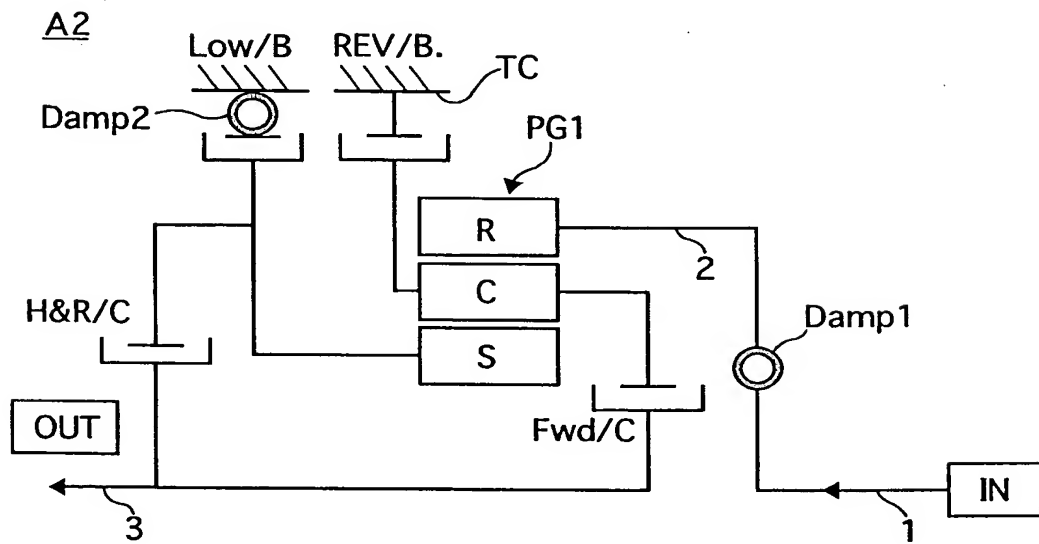 A2
Low/B
REV/B.
TC
Damp2
PG1
R
2
C
H&R/C
Damp1
S
OUT
Fwd/C
3
1
IN